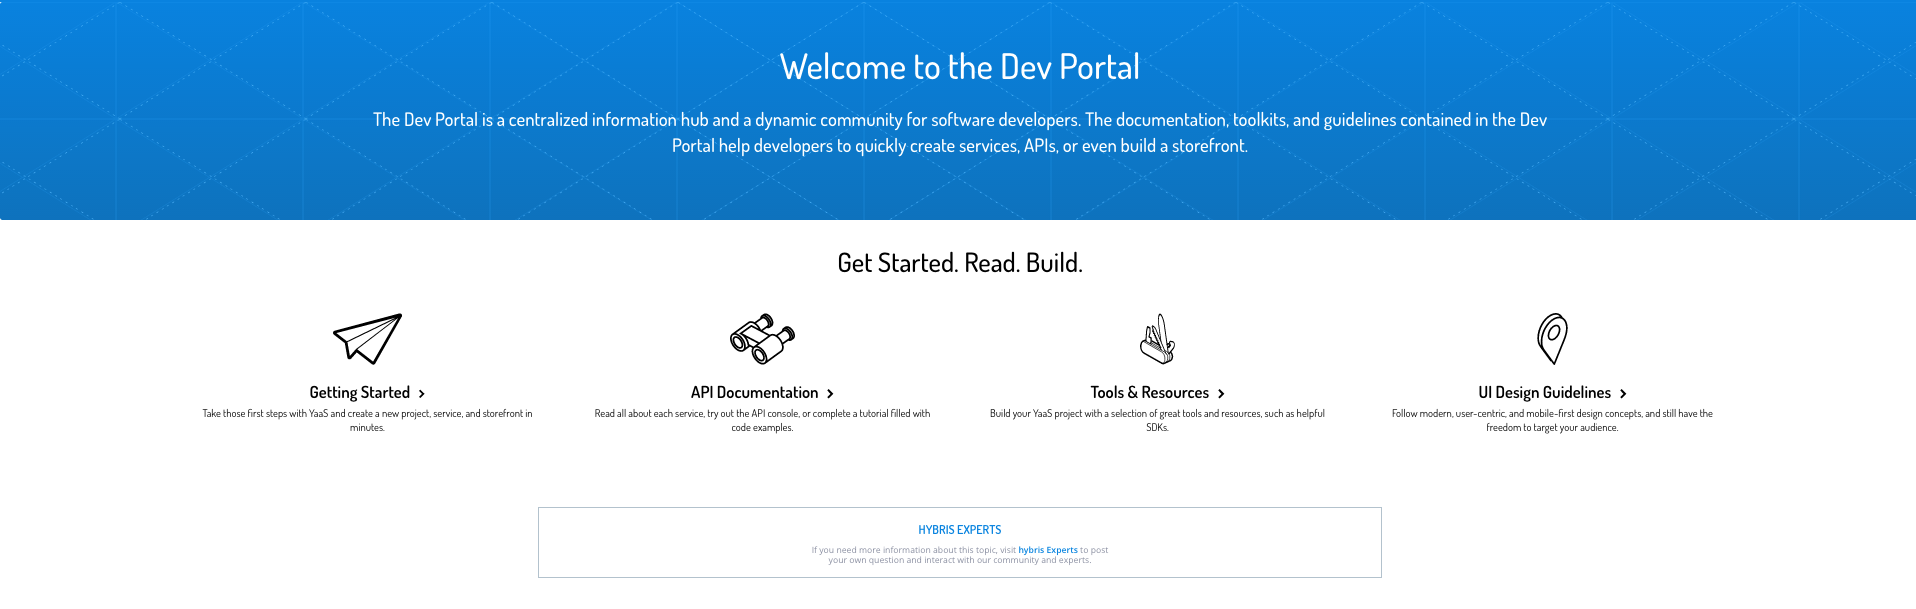 Welcome to the Dev Portal
The Dev Portal is a centralized information hub and a dynamic community for software developers. The documentation, toolkits, and guidelines contained in the Dev
Portal help developers to quickly create services, APIs, or even build a storefront.
Get Started. Read. Build.
Getting Started
Take those first steps with YaaS and create a new project, service, and storefront in
minutes.
API Documentation
Read all about each service, try out the API console, or complete a tutorial filled with
code examples.
Tools & Resources
Build your YaaS project with a selection of great tools and resources, such as helpful
SDKs.
UI Design Guidelines
Follow modern, user-centric, and mobile-first design concepts, and still have the
freedom to target your audience.
HYBRIS EXPERTS
If you need more information about this topic, visit hybris Experts to post
your own question and interact with our community and experts.